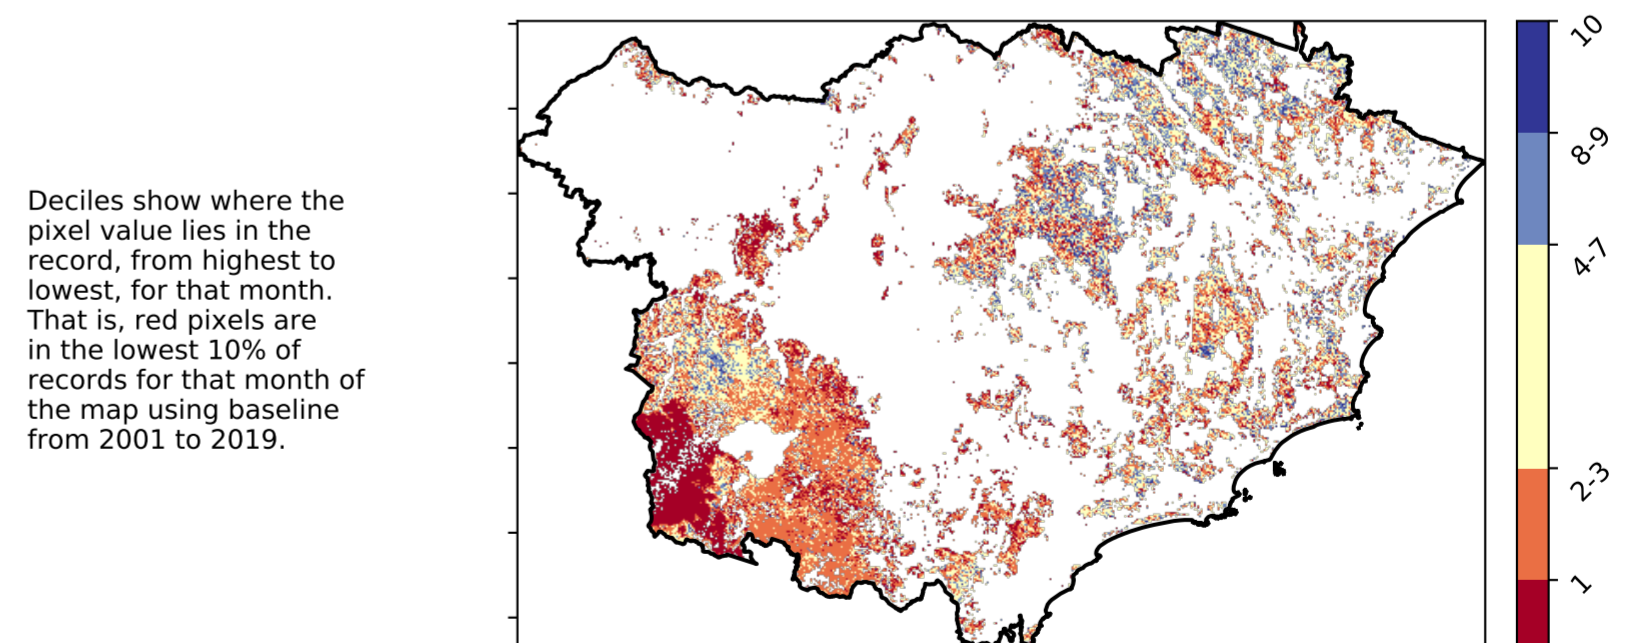 Deciles show where the
pixel value lies in the
record, from highest to
lowest, for that month.
That is, red pixels are
in the lowest 10% of
records for that month of
the map using baseline
from 2001 to 2019.
10
8-9
4-7
2-3
1